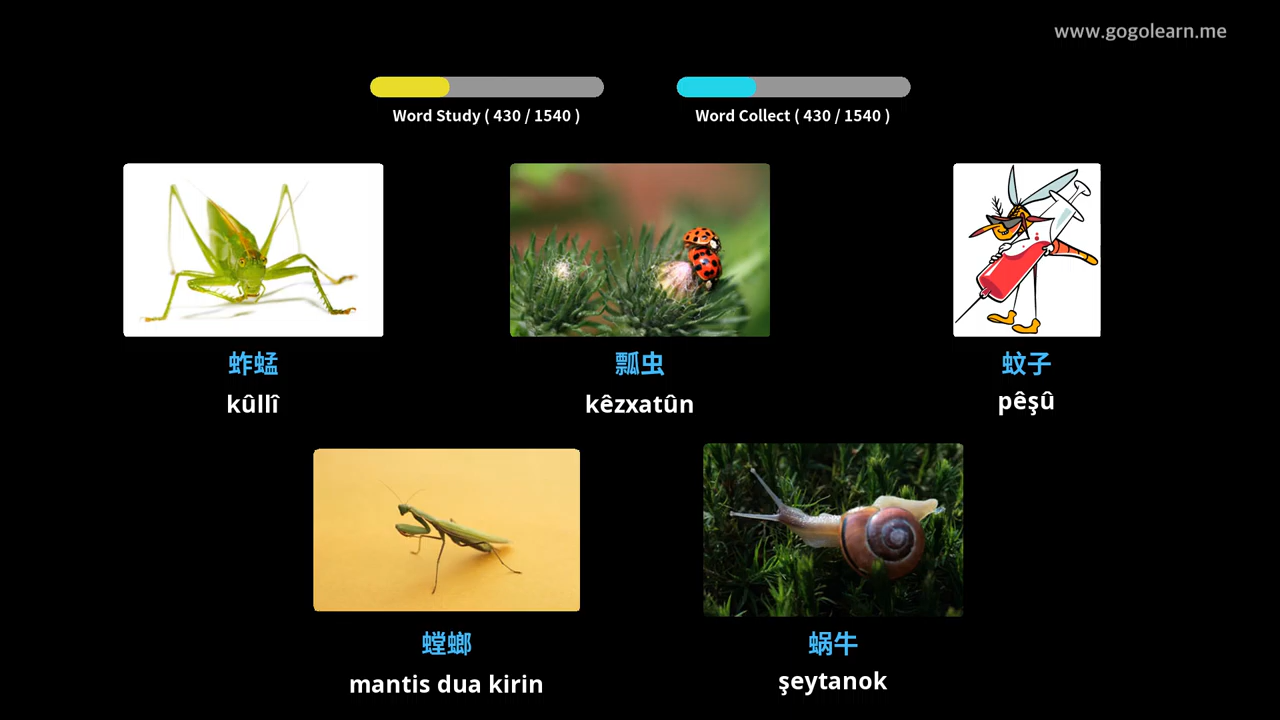 www.gogolearn.me
Word Study ( 430 / 1540 )
Word Collect ( 430 / 1540 )
蚱蜢
瓢虫
蚊子
kûllî
kêzxatûn
pêşû
螳螂
蜗牛
mantis dua kirin
şeytanok